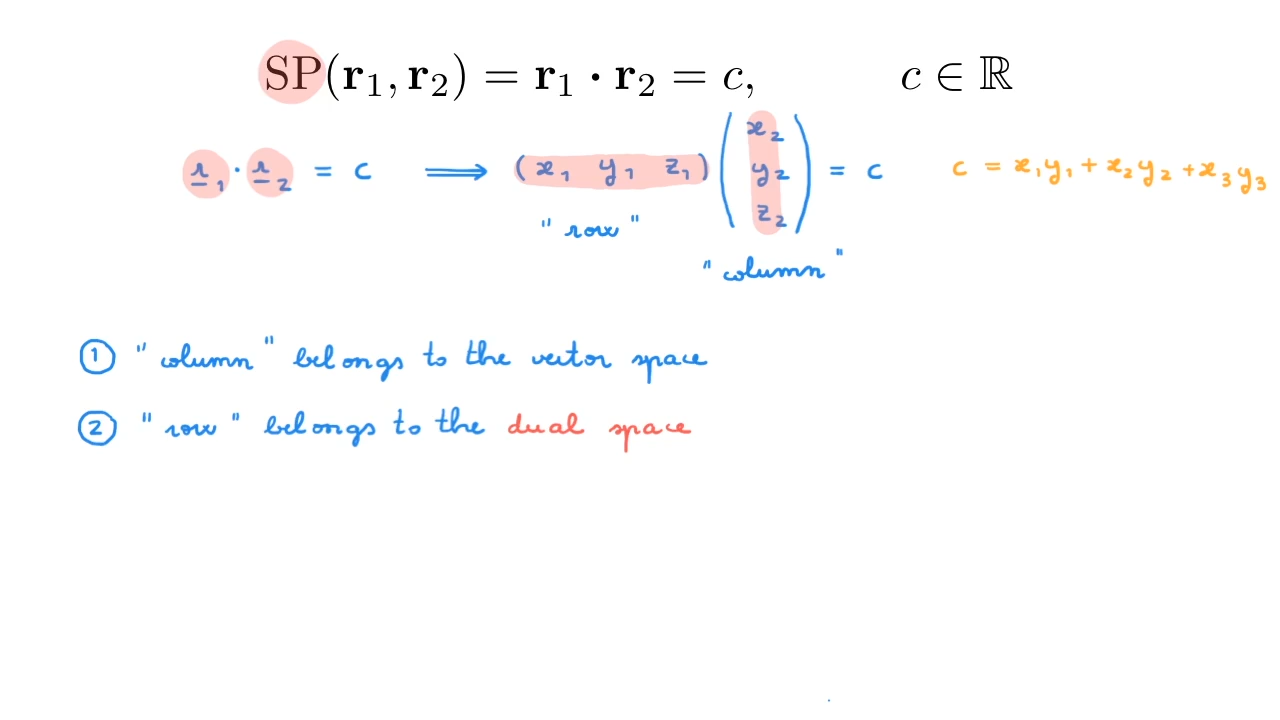 SP(r₁, r₂) = r₁ · r₂ = c, c ∈ ℝ
r₁ · r₂ = c ⟹ (x₁ y₁ z₁) (x₂ y₂ z₂) = c c = x₁y₁ + x₂y₂ + x₃y₃
"row"
"column"
① "column" belongs to the vector space
② "row" belongs to the dual space